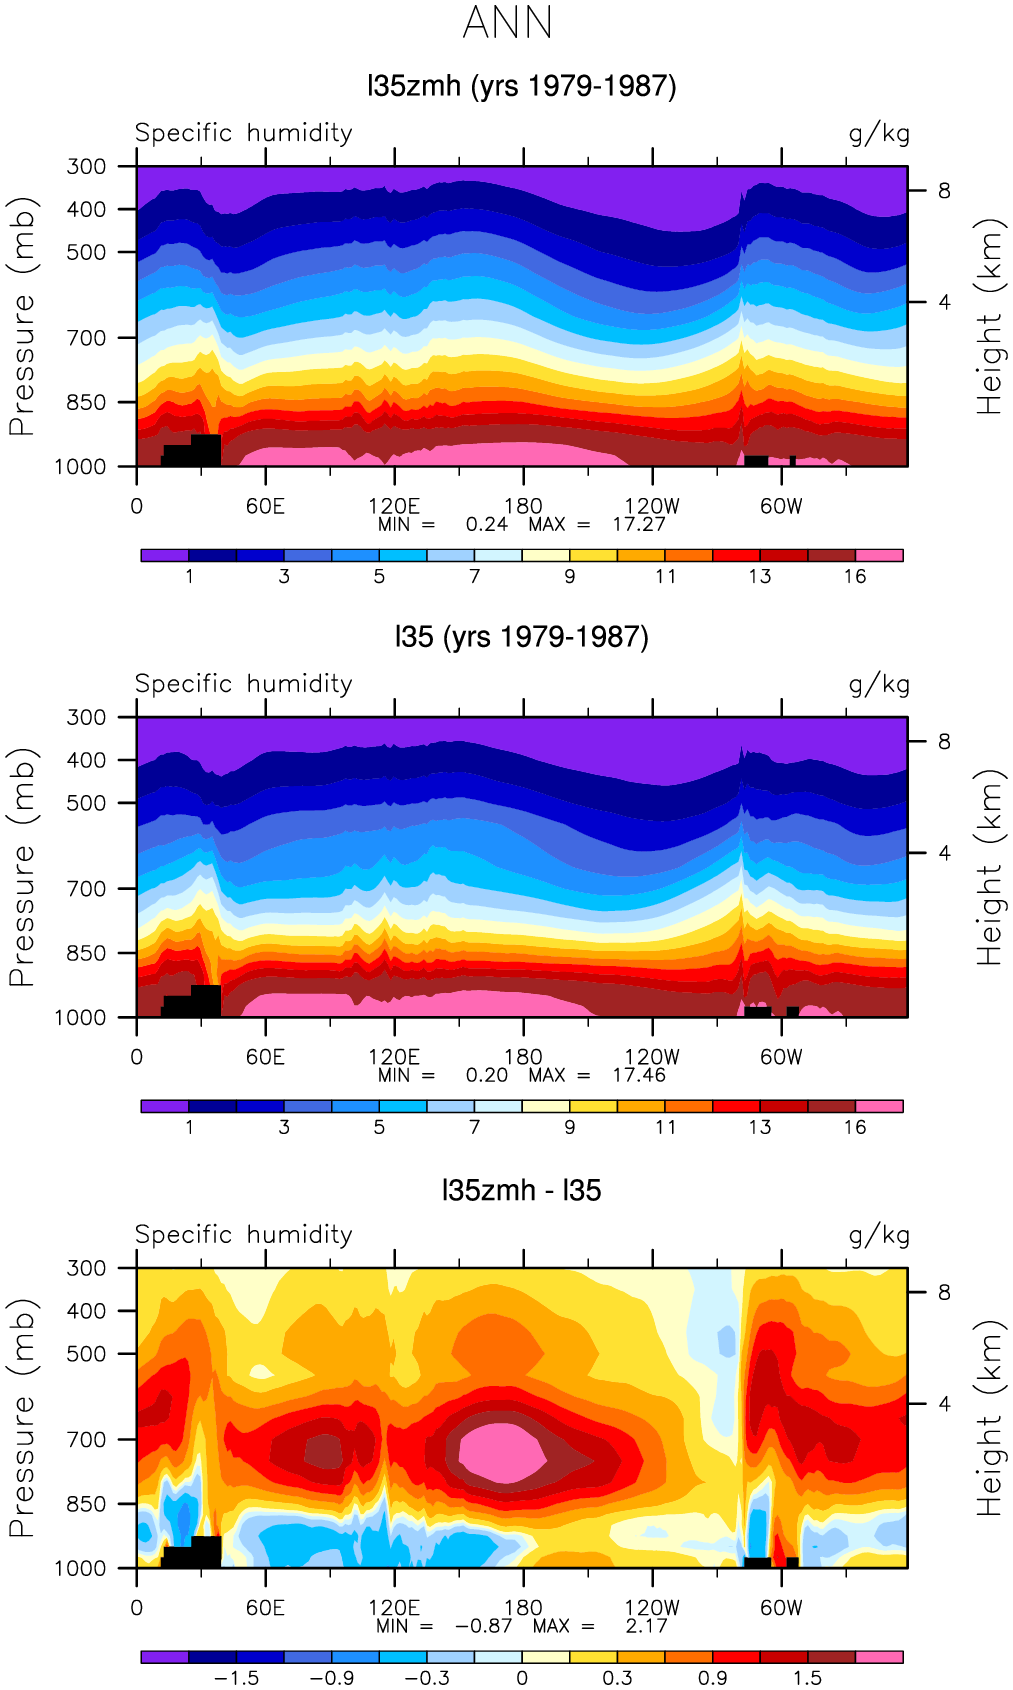 ANN
l35zmh (yrs 1979-1987)
Specific humidity g/kg
300
400
500
700
850
1000
Pressure (mb)
8
4
Height (km)
0 60E 120E 180 120W 60W
MIN = 0.24 MAX = 17.27
1 3 5 7 9 11 13 16
l35 (yrs 1979-1987)
Specific humidity g/kg
300
400
500
700
850
1000
Pressure (mb)
8
4
Height (km)
0 60E 120E 180 120W 60W
MIN = 0.20 MAX = 17.46
1 3 5 7 9 11 13 16
l35zmh - l35
Specific humidity g/kg
300
400
500
700
850
1000
Pressure (mb)
8
4
Height (km)
0 60E 120E 180 120W 60W
MIN = -0.87 MAX = 2.17
-1.5 -0.9 -0.3 0 0.3 0.9 1.5